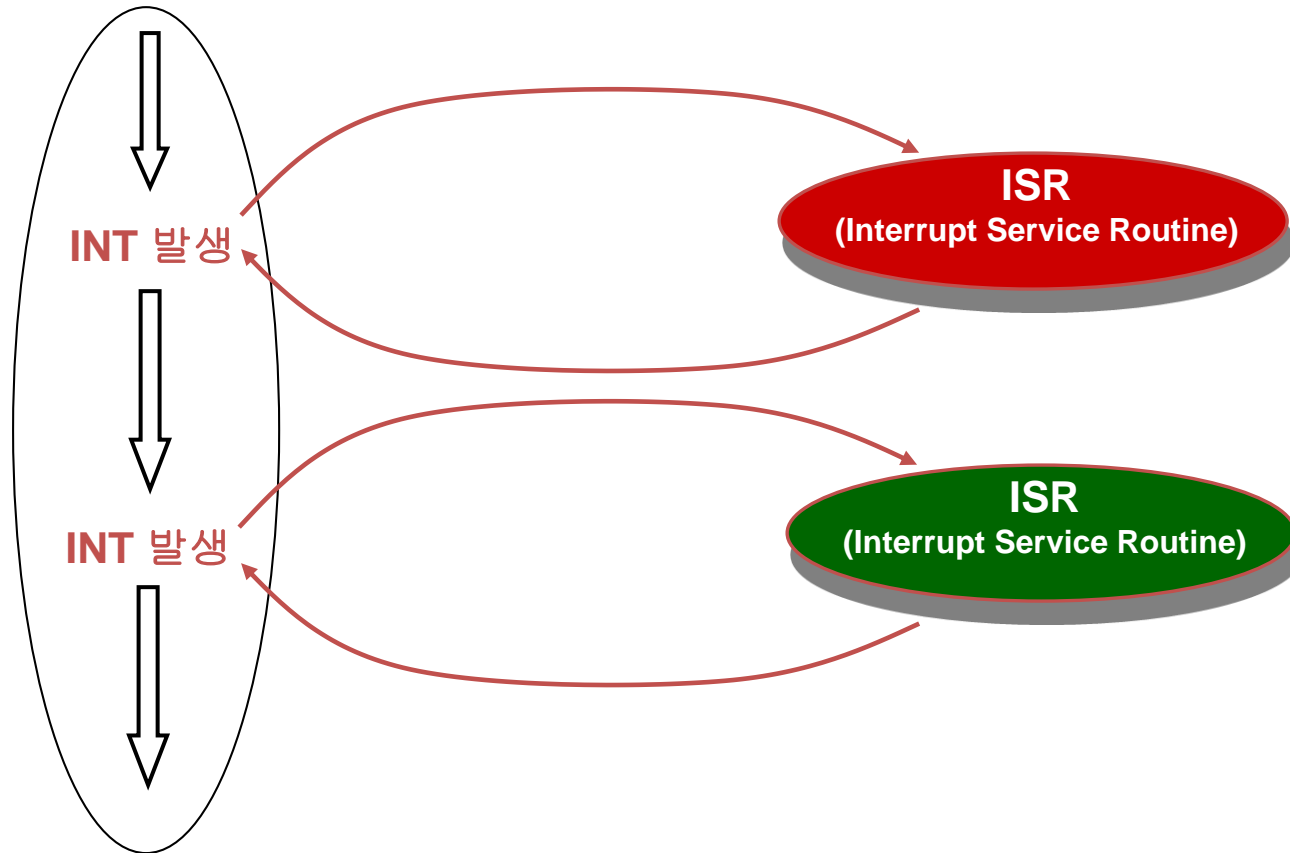 INT 발생
ISR
(Interrupt Service Routine)
INT 발생
ISR
(Interrupt Service Routine)